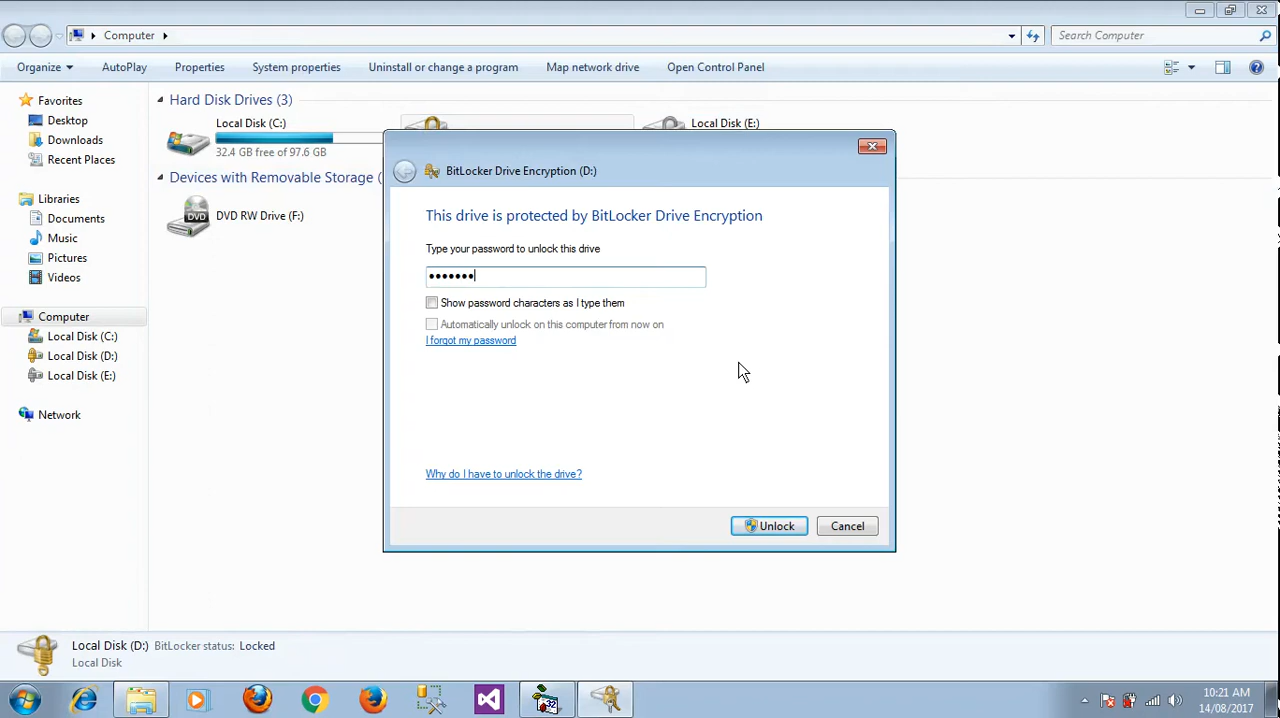 Computer
Search Computer
Organize
AutoPlay
Properties
System properties
Uninstall or change a program
Map network drive
Open Control Panel
Favorites
Desktop
Downloads
Recent Places
Libraries
Documents
Music
Pictures
Videos
Computer
Local Disk (C:)
Local Disk (D:)
Local Disk (E:)
Network
Hard Disk Drives (3)
Local Disk (C:)
32.4 GB free of 97.6 GB
Local Disk (E:)
Devices with Removable Storage (
DVD
DVD RW Drive (F:)
BitLocker Drive Encryption (D:)
This drive is protected by BitLocker Drive Encryption
Type your password to unlock this drive
•••••••
Show password characters as I type them
Automatically unlock on this computer from now on
I forgot my password
Why do I have to unlock the drive?
Unlock
Cancel
Local Disk (D:) BitLocker status: Locked
Local Disk
32
10:21 AM
14/08/2017